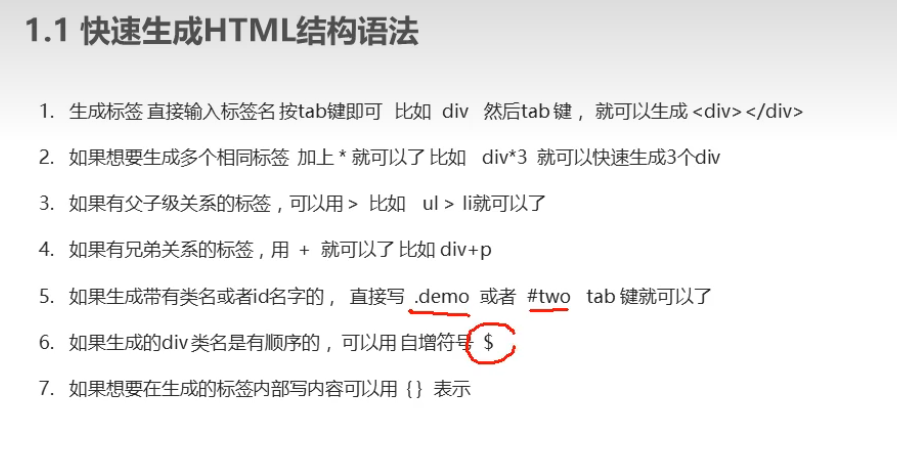 1.1 快速生成HTML结构语法
1. 生成标签 直接输入标签名 按tab键即可 比如 div 然后tab 键， 就可以生成 <div></div>
2. 如果想要生成多个相同标签 加上 * 就可以了 比如 div*3 就可以快速生成3个div
3. 如果有父子级关系的标签，可以用 > 比如 ul > li就可以了
4. 如果有兄弟关系的标签，用 + 就可以了 比如 div+p
5. 如果生成带有类名或者id名字的， 直接写 .demo 或者 #two tab 键就可以了
6. 如果生成的div 类名是有顺序的， 可以用 自增符号 $
7. 如果想要在生成的标签内部写内容可以用 { } 表示